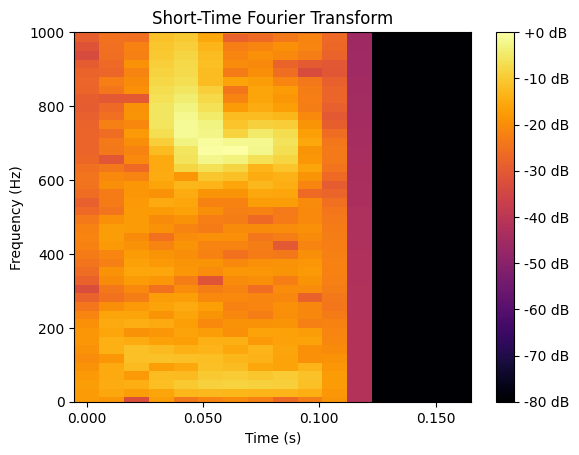 Short-Time Fourier Transform
1000
800
600
400
200
0
Frequency (Hz)
0.000
0.050
0.100
0.150
Time (s)
+0 dB
-10 dB
-20 dB
-30 dB
-40 dB
-50 dB
-60 dB
-70 dB
-80 dB